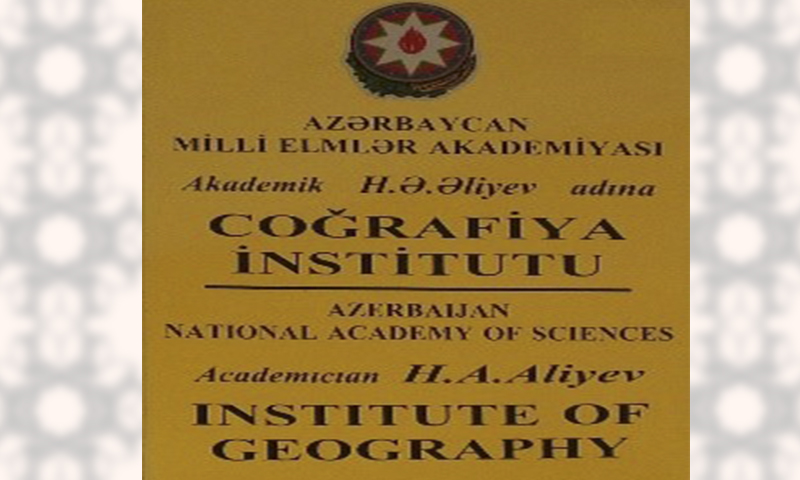 AZƏRBAYCAN
MİLLİ ELMLƏR AKADEMİYASI
Akademik H.Ə.Əliyev adına
COĞRAFİYA
İNSTİTUTU
AZERBAIJAN
NATIONAL ACADEMY OF SCIENCES
Academıcıan H.A.Aliyev
INSTITUTE OF
GEOGRAPHY